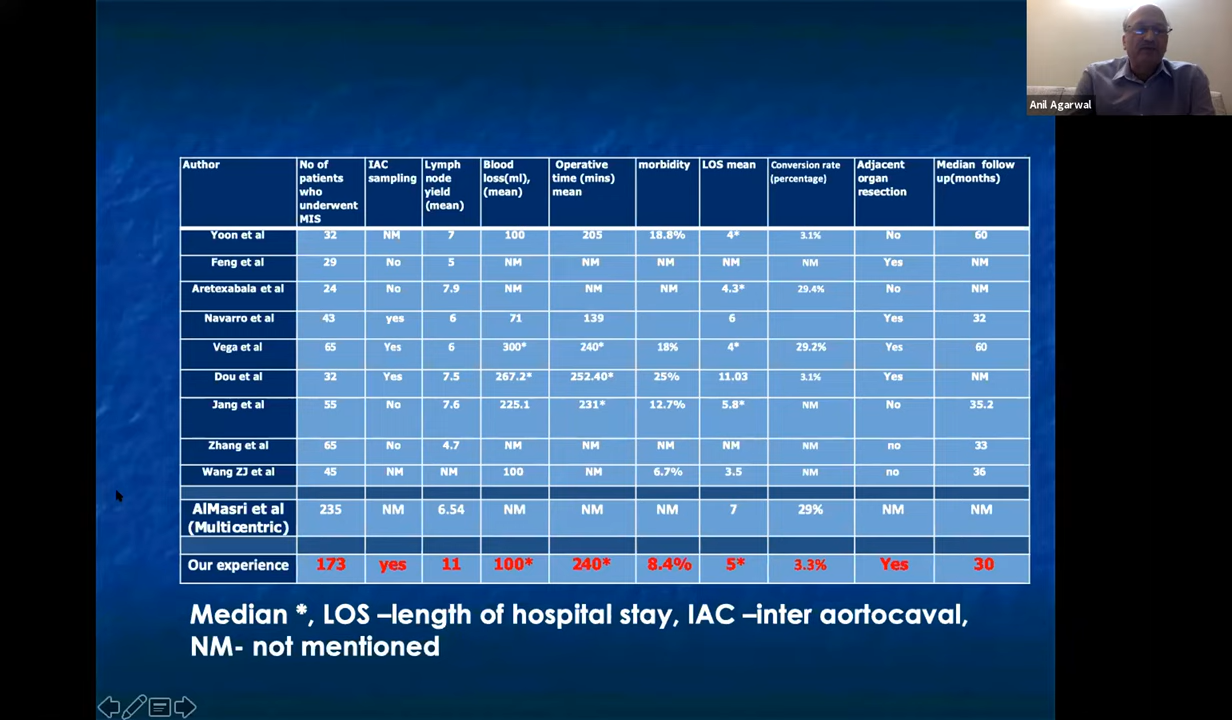 Anil Agarwal
Author No of patients who underwent MIS IAC sampling Lymph node yield (mean) Blood loss(ml), (mean) Operative time (mins) mean morbidity LOS mean Conversion rate (percentage) Adjacent organ resection Median follow up(months)
Yoon et al 32 NM 7 100 205 18.8% 4* 3.1% No 60
Feng et al 29 No 5 NM NM NM NM NM Yes NM
Aretexabala et al 24 No 7.9 NM NM NM 4.3* 29.4% No NM
Navarro et al 43 yes 6 71 139 6 Yes 32
Vega et al 65 Yes 6 300* 240* 18% 4* 29.2% Yes 60
Dou et al 32 Yes 7.5 267.2* 252.40* 25% 11.03 3.1% Yes NM
Jang et al 55 No 7.6 225.1 231* 12.7% 5.8* NM No 35.2
Zhang et al 65 No 4.7 NM NM NM NM NM no 33
Wang ZJ et al 45 NM NM 100 NM 6.7% 3.5 NM no 36
AlMasri et al (Multicentric) 235 NM 6.54 NM NM NM 7 29% NM NM
Our experience 173 yes 11 100* 240* 8.4% 5* 3.3% Yes 30
Median *, LOS –length of hospital stay, IAC –inter aortocaval,
NM- not mentioned